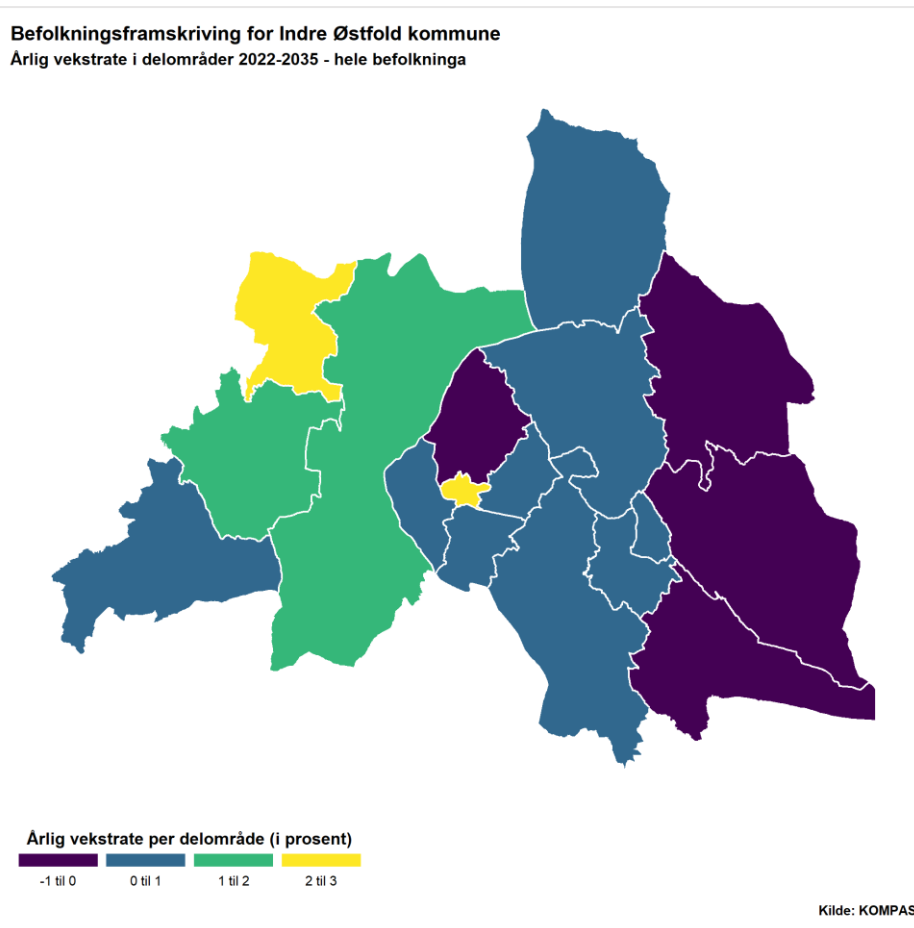 Befolkningsframskriving for Indre Østfold kommune
Årlig vekstrate i delområder 2022-2035 - hele befolkninga
Årlig vekstrate per delområde (i prosent)
-1 til 0 0 til 1 1 til 2 2 til 3
Kilde: KOMPAS